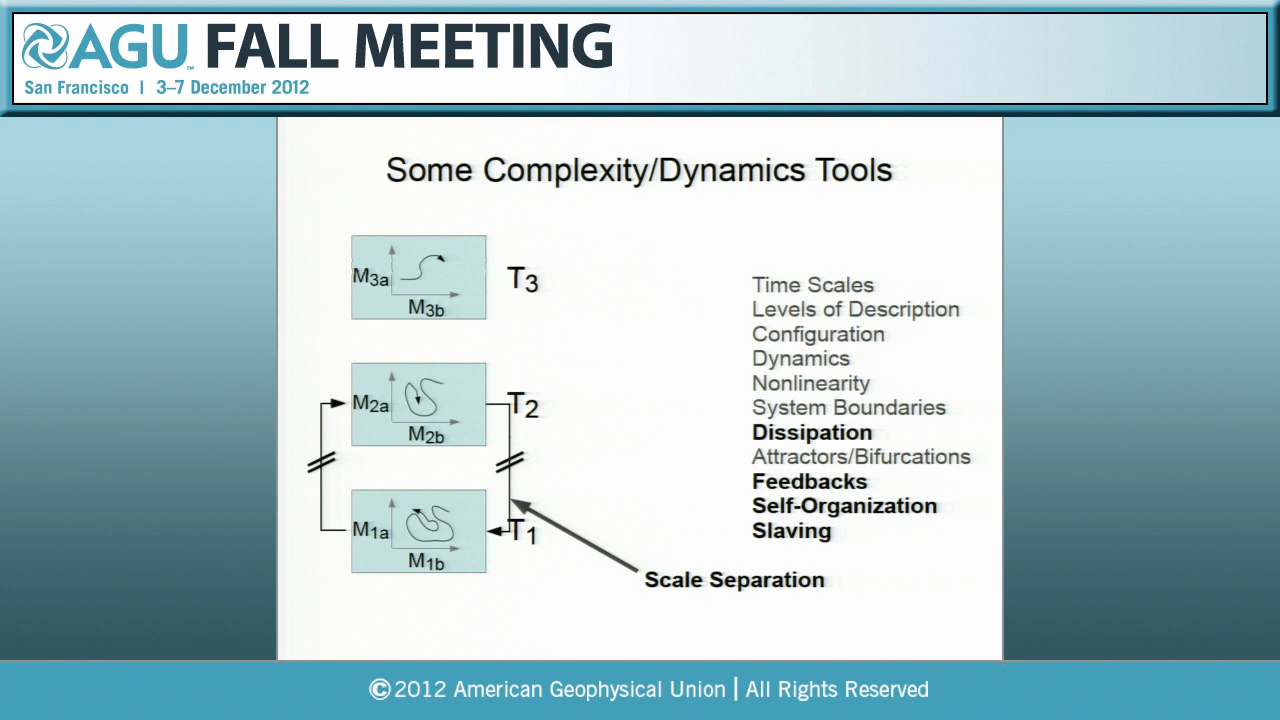 AGU™ FALL MEETING
San Francisco | 3–7 December 2012
Some Complexity/Dynamics Tools
M3a
M3b
T3
M2a
M2b
T2
M1a
M1b
T1
Scale Separation
Time Scales
Levels of Description
Configuration
Dynamics
Nonlinearity
System Boundaries
Dissipation
Attractors/Bifurcations
Feedbacks
Self-Organization
Slaving
©2012 American Geophysical Union | All Rights Reserved